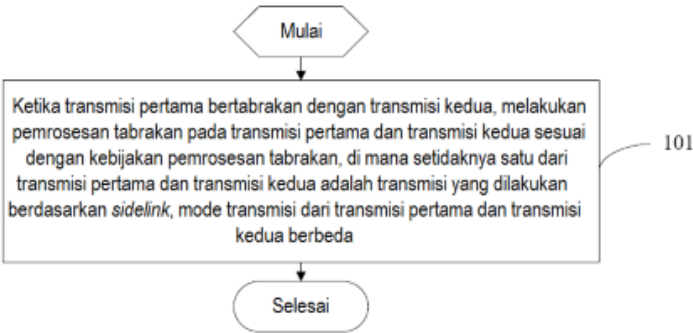 Mulai
Ketika transmisi pertama bertabrakan dengan transmisi kedua, melakukan
pemrosesan tabrakan pada transmisi pertama dan transmisi kedua sesuai
dengan kebijakan pemrosesan tabrakan, di mana setidaknya satu dari
transmisi pertama dan transmisi kedua adalah transmisi yang dilakukan
berdasarkan sidelink, mode transmisi dari transmisi pertama dan transmisi
kedua berbeda
101
Selesai